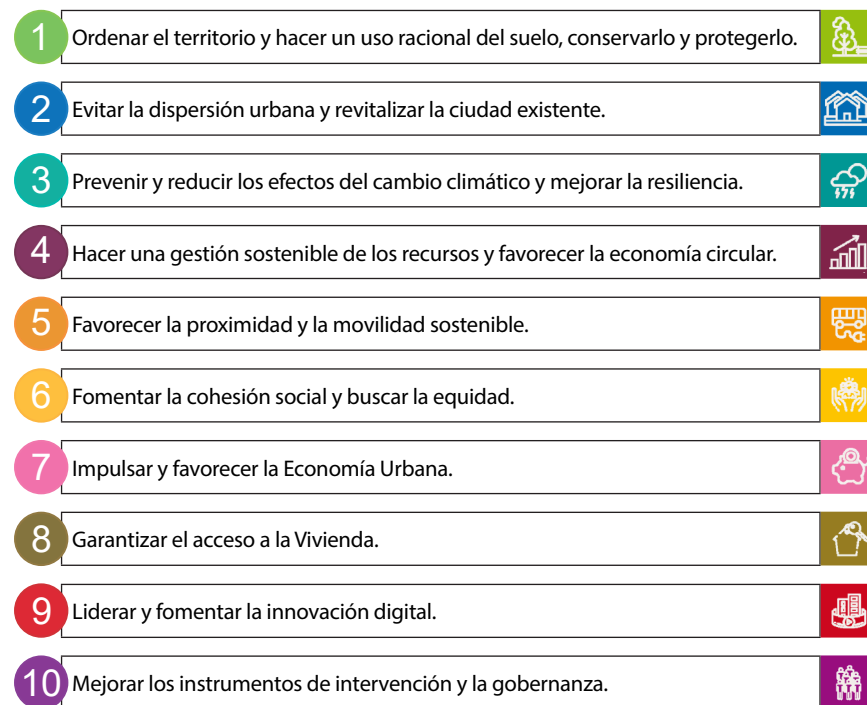 1 Ordenar el territorio y hacer un uso racional del suelo, conservarlo y protegerlo.
2 Evitar la dispersión urbana y revitalizar la ciudad existente.
3 Prevenir y reducir los efectos del cambio climático y mejorar la resiliencia.
4 Hacer una gestión sostenible de los recursos y favorecer la economía circular.
5 Favorecer la proximidad y la movilidad sostenible.
6 Fomentar la cohesión social y buscar la equidad.
7 Impulsar y favorecer la Economía Urbana.
8 Garantizar el acceso a la Vivienda.
9 Liderar y fomentar la innovación digital.
10 Mejorar los instrumentos de intervención y la gobernanza.